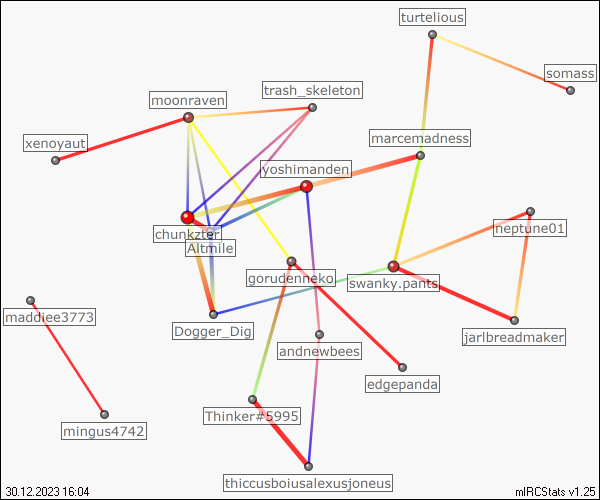 turtelious
somass
trash_skeleton
moonraven
marcemadness
xenoyaut
yoshimanden
neptune01
chunkzter
Altmile
gorudenneko
swanky.pants
maddiee3773
Dogger_Dig
jarlbreadmaker
andnewbees
edgepanda
Thinker#5995
mingus4742
thiccusboiusalexusjoneus
30.12.2023 16:04
mIRCStats v1.25